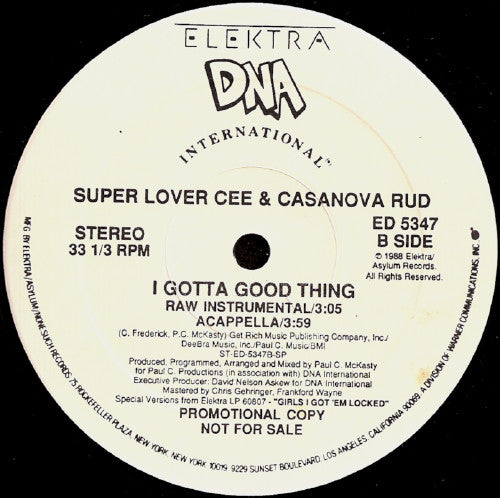 ELEKTRA
DNA
INTERNATIONAL™
SUPER LOVER CEE & CASANOVA RUD
STEREO
33 1/3 RPM
ED 5347
B SIDE
℗ 1988 Elektra/
Asylum Records.
All Rights Reserved.
I GOTTA GOOD THING
RAW INSTRUMENTAL/3:05
ACAPPELLA/3:59
(C. Frederick, P.C. McKasty)-Get Rich Music Publishing Company, Inc./
DeeBra Music, Inc./Paul C. Music/BMI
ST-ED-5347B-SP
Produced, Programmed, Arranged and Mixed by Paul C. McKasty
for Paul C. Productions (in association with) DNA International
Executive Producer: David Nelson Askew for DNA International
Mastered by Chris Gehringer, Frankford Wayne
Special Versions from Elektra LP 60807 - "GIRLS I GOT 'EM LOCKED"
PROMOTIONAL COPY
NOT FOR SALE
MFG. BY ELEKTRA/ASYLUM/NONESUCH RECORDS 75 ROCKEFELLER PLAZA, NEW YORK, NEW YORK 10019 9229 SUNSET BOULEVARD, LOS ANGELES, CALIFORNIA 90069. A DIVISION OF WARNER COMMUNICATIONS, INC.